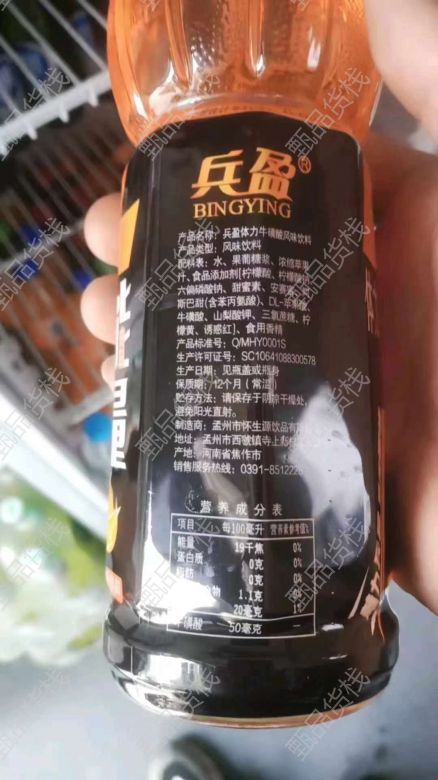 兵盈®
BINGYING
产品名称：兵盈体力牛磺酸风味饮料
产品类型：风味饮料
配料表：水、果葡糖浆、浓缩苹果
汁、食品添加剂[柠檬酸、柠檬酸钠、
六偏磷酸钠、甜蜜素、安赛蜜、
斯巴甜(含苯丙氨酸)、DL-苹果酸、
牛磺酸、山梨酸钾、三氯蔗糖、柠
檬黄、诱惑红]、食用香精
产品标准号：Q/MHY0001S
生产许可证号：SC10641088300578
生产日期：见瓶盖或瓶身
保质期：12个月(常温)
贮存方法：请保存于阴凉干燥处，
避免阳光直射。
制造商：孟州市怀生源饮品有限
地址：孟州市西虢镇寺上
产地：河南省焦作市
销售服务热线：0391-8512226
营养成分表
项目 每100毫升 营养素参考值%
能量 19千焦 0%
蛋白质 0克 0%
脂肪 0克 0%
物 1.1克
20毫克 1%
牛磺酸 50毫克 —
甄品货栈